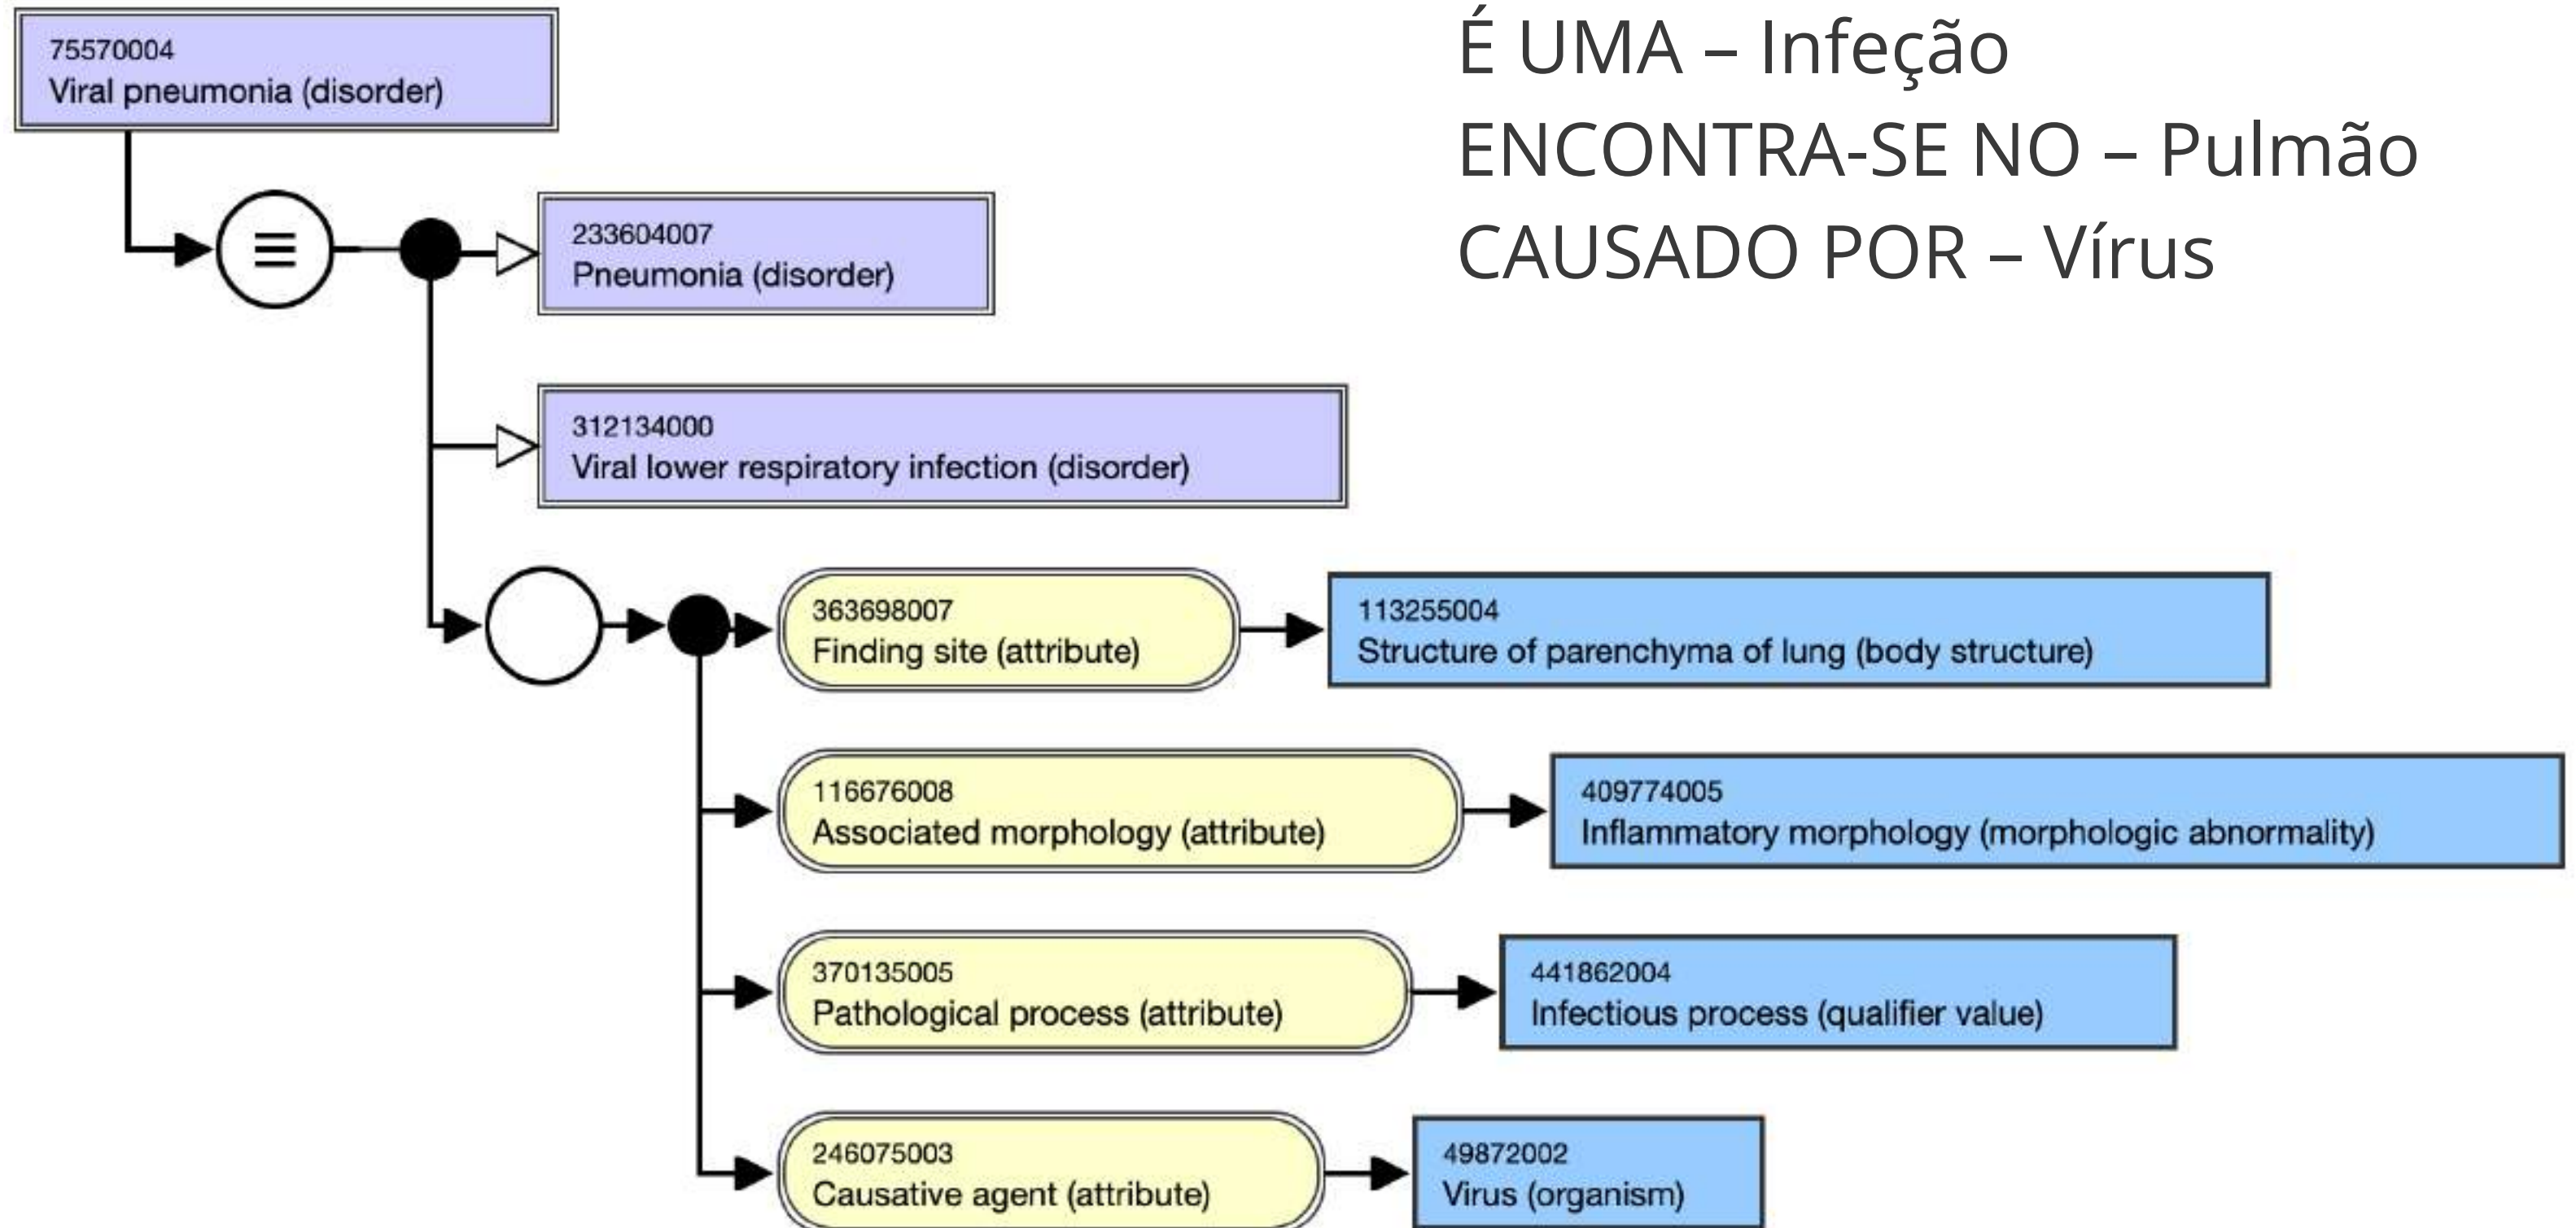 75570004
Viral pneumonia (disorder)
É UMA – Infeção
ENCONTRA-SE NO – Pulmão
CAUSADO POR – Vírus
233604007
Pneumonia (disorder)
312134000
Viral lower respiratory infection (disorder)
363698007
Finding site (attribute)
113255004
Structure of parenchyma of lung (body structure)
116676008
Associated morphology (attribute)
409774005
Inflammatory morphology (morphologic abnormality)
370135005
Pathological process (attribute)
441862004
Infectious process (qualifier value)
246075003
Causative agent (attribute)
49872002
Virus (organism)